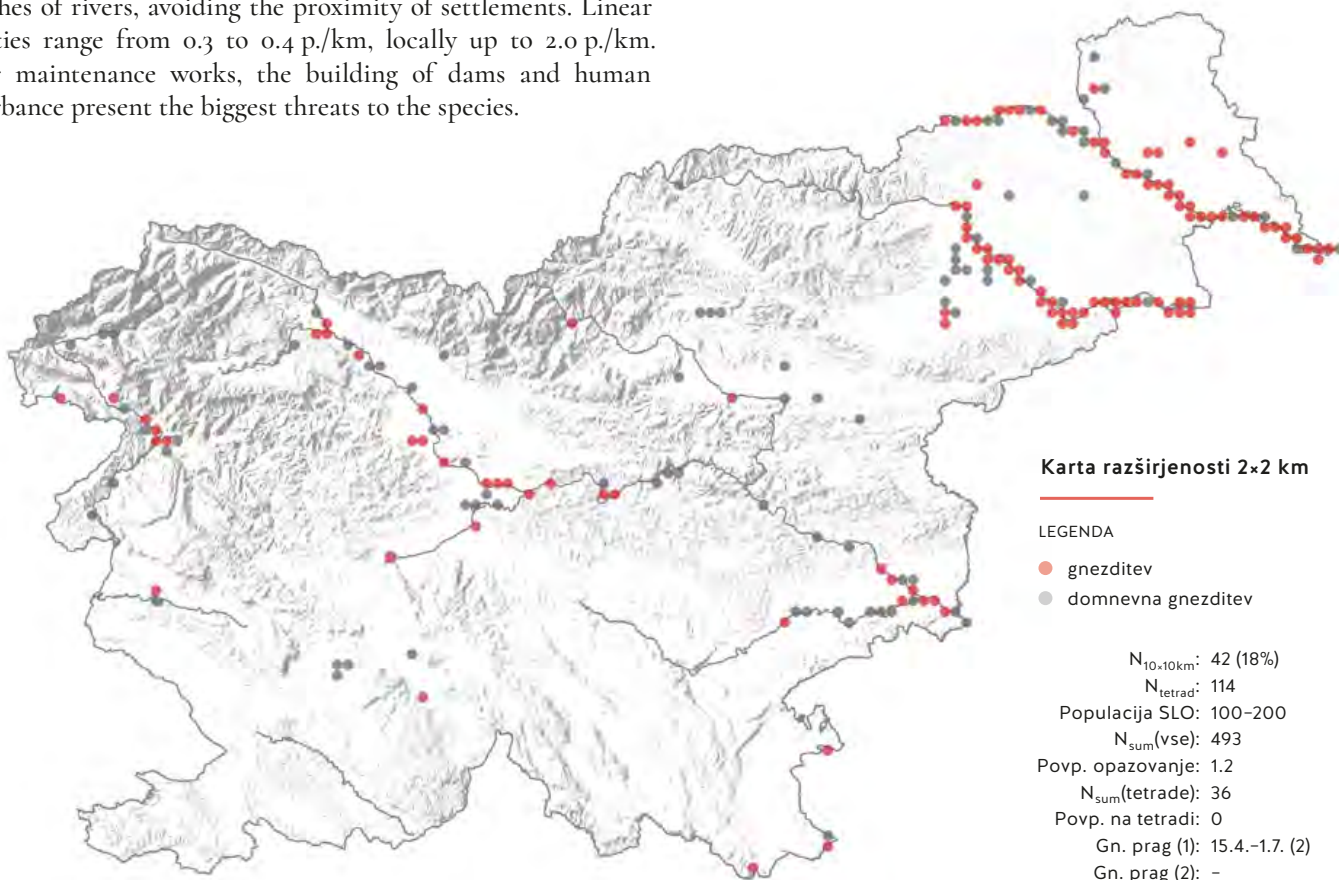 hes of rivers, avoiding the proximity of settlements. Linear
ties range from 0.3 to 0.4 p./km, locally up to 2.0 p./km.
maintenance works, the building of dams and human
rbance present the biggest threats to the species.
Karta razširjenosti 2×2 km
LEGENDA
gnezditev
domnevna gnezditev
N10×10km: 42 (18%)
Ntetrad: 114
Populacija SLO: 100–200
Nsum(vse): 493
Povp. opazovanje: 1.2
Nsum(tetrade): 36
Povp. na tetradi: 0
Gn. prag (1): 15.4.–1.7. (2)
Gn. prag (2): –